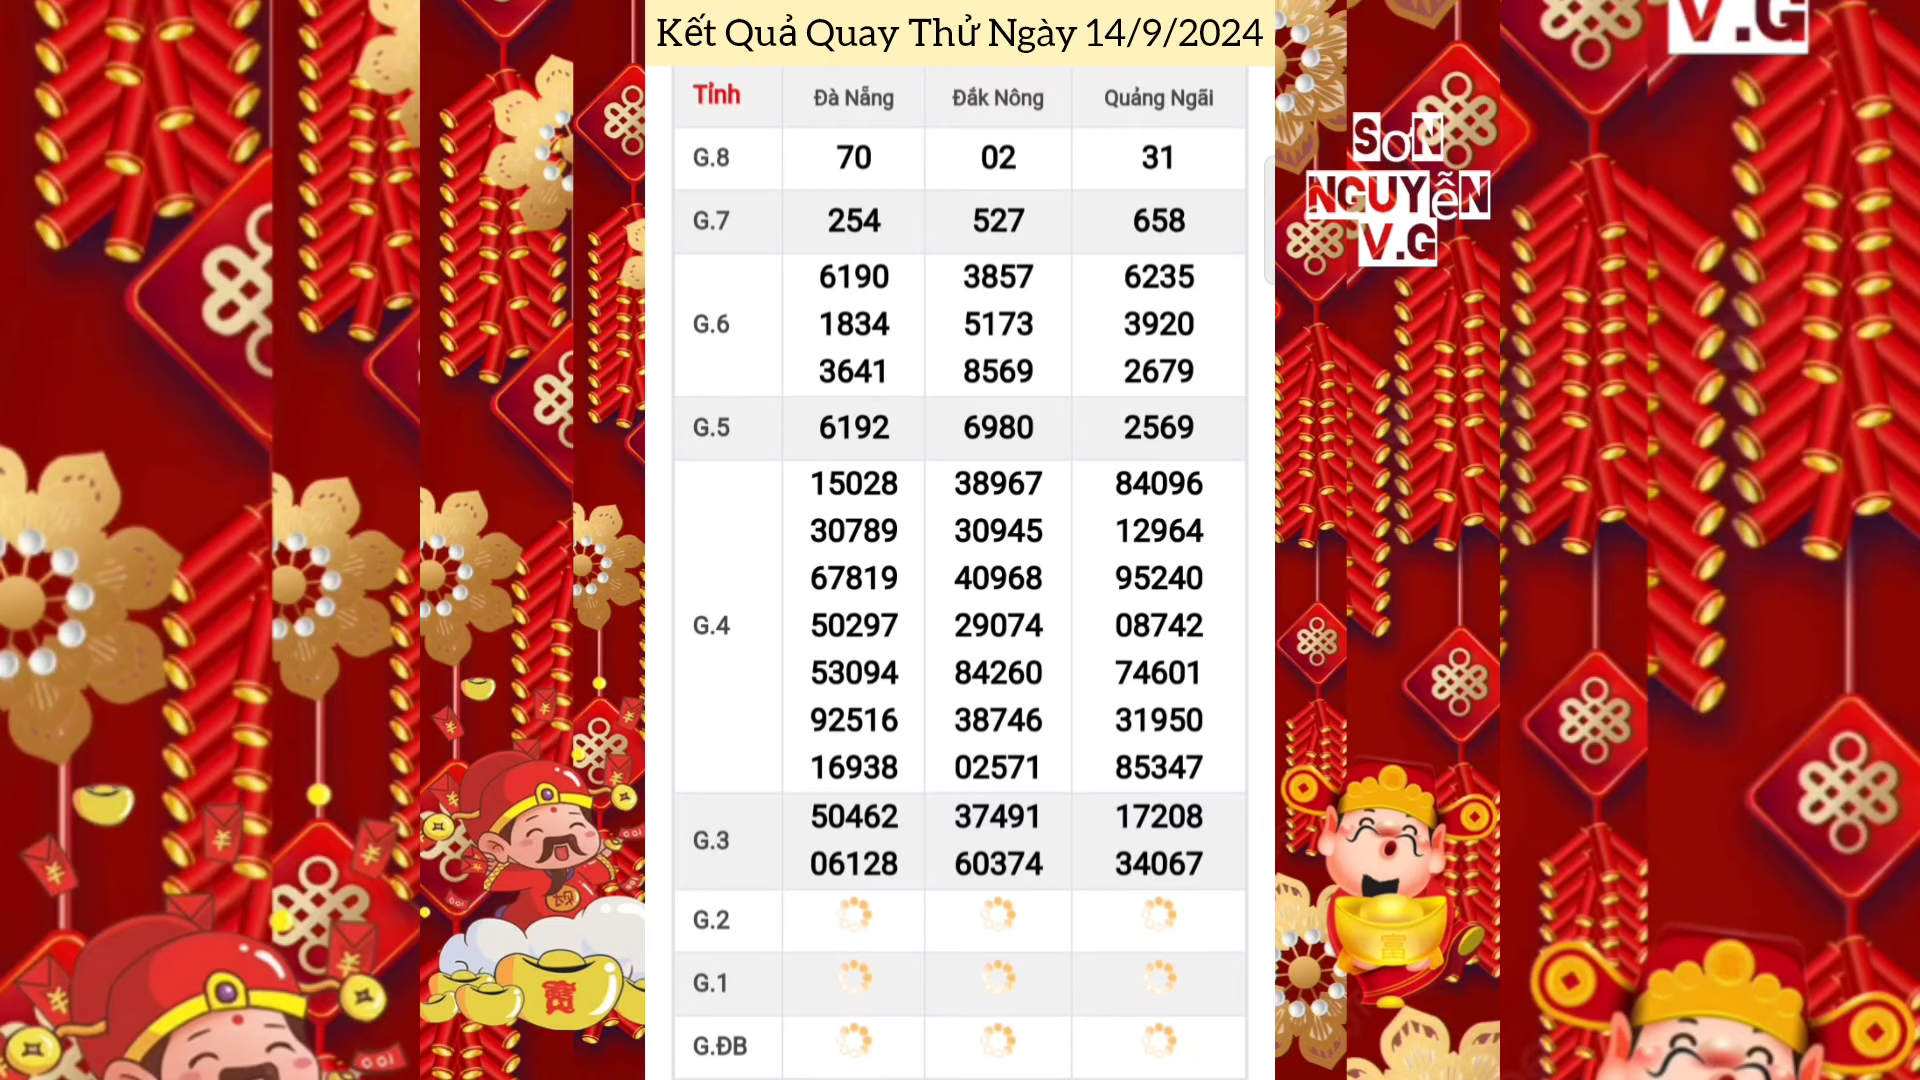 Kết Quả Quay Thử Ngày 14/9/2024
Tỉnh Đà Nẵng Đắk Nông Quảng Ngãi
G.8 70 02 31
G.7 254 527 658
G.6
6190 3857 6235
1834 5173 3920
3641 8569 2679
G.5 6192 6980 2569
G.4
15028 38967 84096
30789 30945 12964
67819 40968 95240
50297 29074 08742
53094 84260 74601
92516 38746 31950
16938 02571 85347
G.3
50462 37491 17208
06128 60374 34067
G.2
G.1
G.ĐB
V.G
SơN
NGUYễN
V.G
寶
富